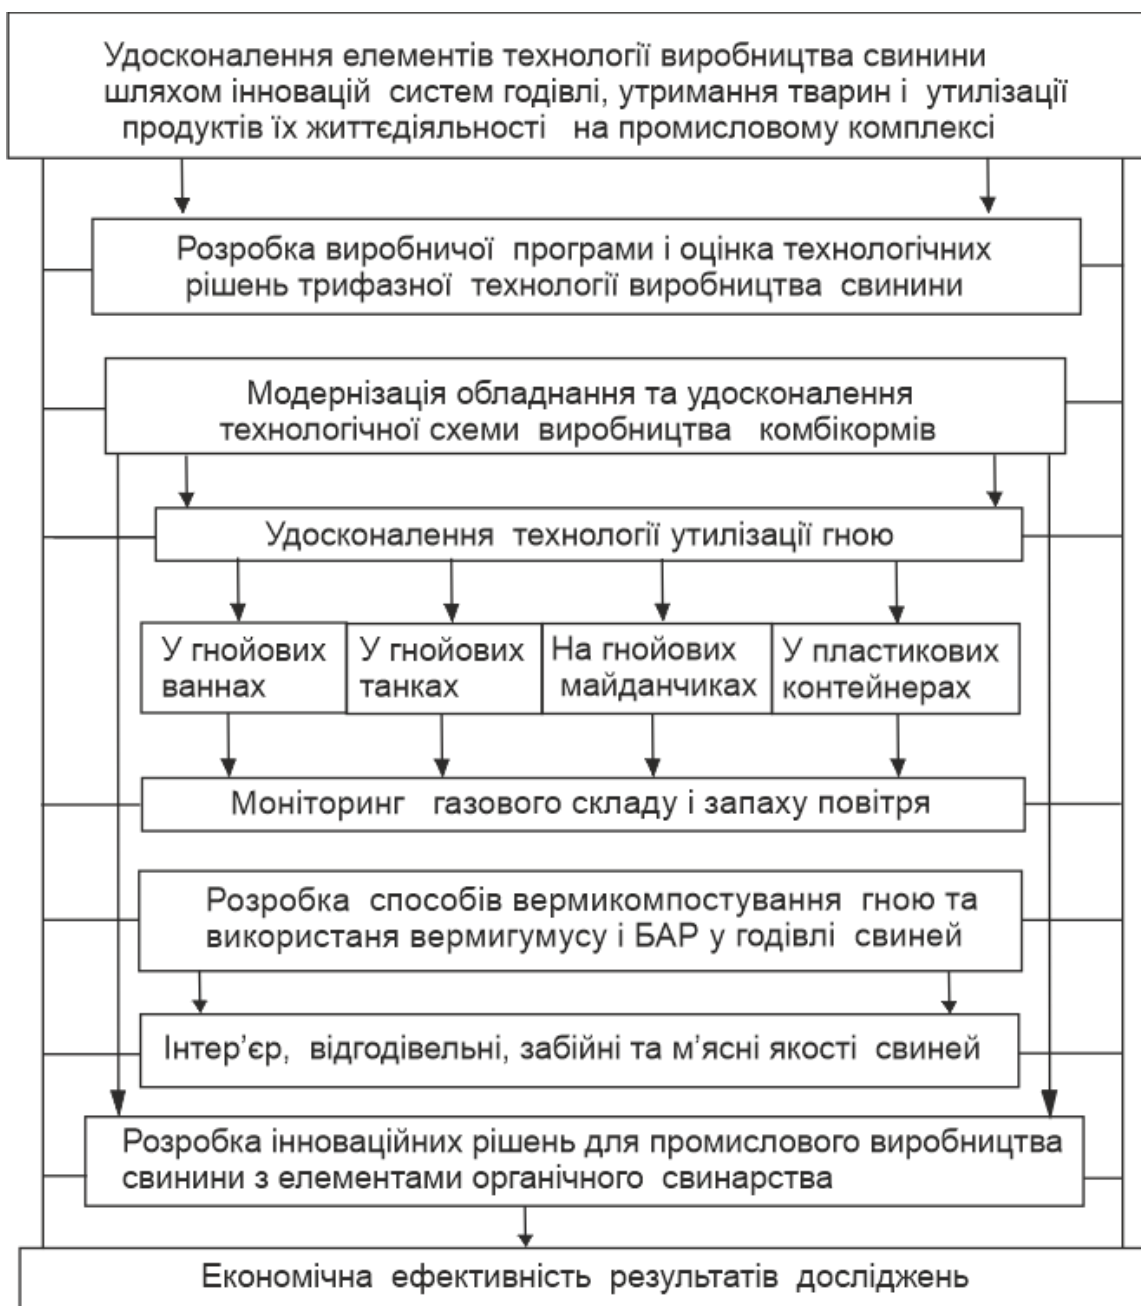 Удосконалення елементів технології виробництва свинини
шляхом інновацій систем годівлі, утримання тварин і утилізації
продуктів їх життєдіяльності на промисловому комплексі
Розробка виробничої програми і оцінка технологічних
рішень трифазної технології виробництва свинини
Модернізація обладнання та удосконалення
технологічної схеми виробництва комбікормів
Удосконалення технології утилізації гною
У гнойових
ваннах
У гнойових
танках
На гнойових
майданчиках
У пластикових
контейнерах
Моніторинг газового складу і запаху повітря
Розробка способів вермикомпостування гною та
використаня вермигумусу і БАР у годівлі свиней
Інтер’єр, відгодівельні, забійні та м’ясні якості свиней
Розробка інноваційних рішень для промислового виробництва
свинини з елементами органічного свинарства
Економічна ефективність результатів досліджень